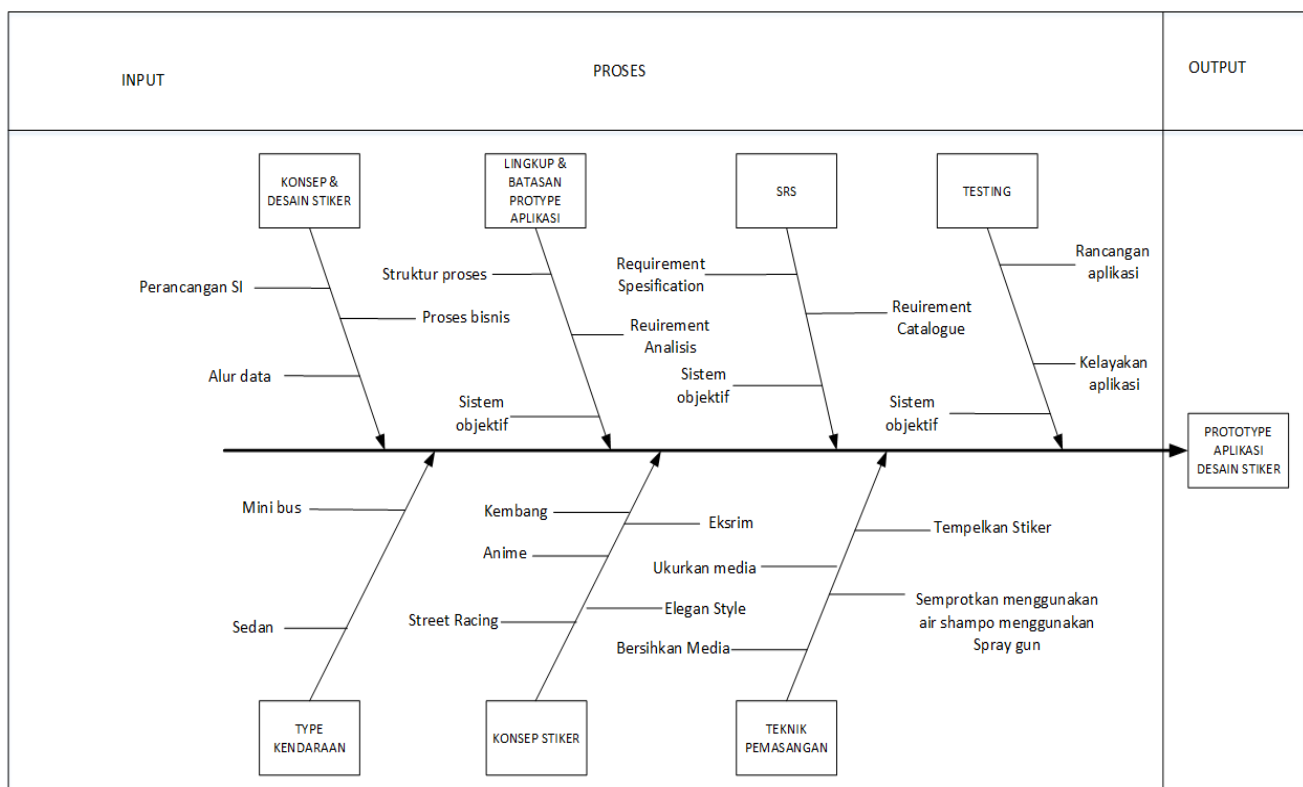 INPUT
PROSES
OUTPUT
KONSEP &
DESAIN STIKER
LINGKUP &
BATASAN
PROTYPE
APLIKASI
SRS
TESTING
Perancangan SI
Proses bisnis
Alur data
Struktur proses
Reuirement
Analisis
Sistem
objektif
Requirement
Spesification
Reuirement
Catalogue
Sistem
objektif
Rancangan
aplikasi
Kelayakan
aplikasi
Sistem
objektif
PROTOTYPE
APLIKASI
DESAIN STIKER
Mini bus
Sedan
Kembang
Eksrim
Anime
Elegan Style
Street Racing
Tempelkan Stiker
Ukurkan media
Semprotkan menggunakan
air shampo menggunakan
Spray gun
Bersihkan Media
TYPE
KENDARAAN
KONSEP STIKER
TEKNIK
PEMASANGAN